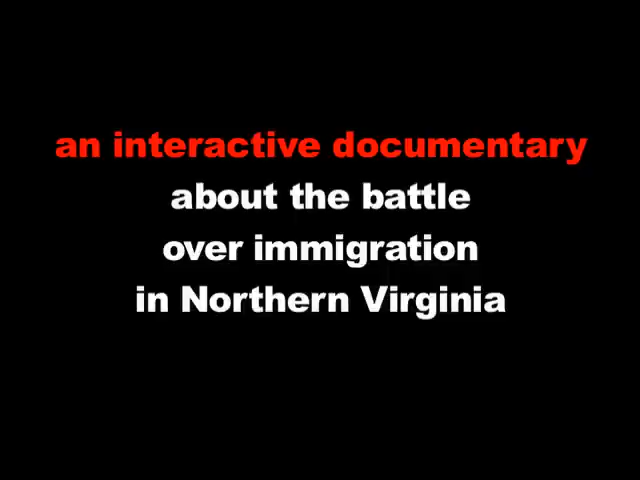 an interactive documentary
about the battle
over immigration
in Northern Virginia